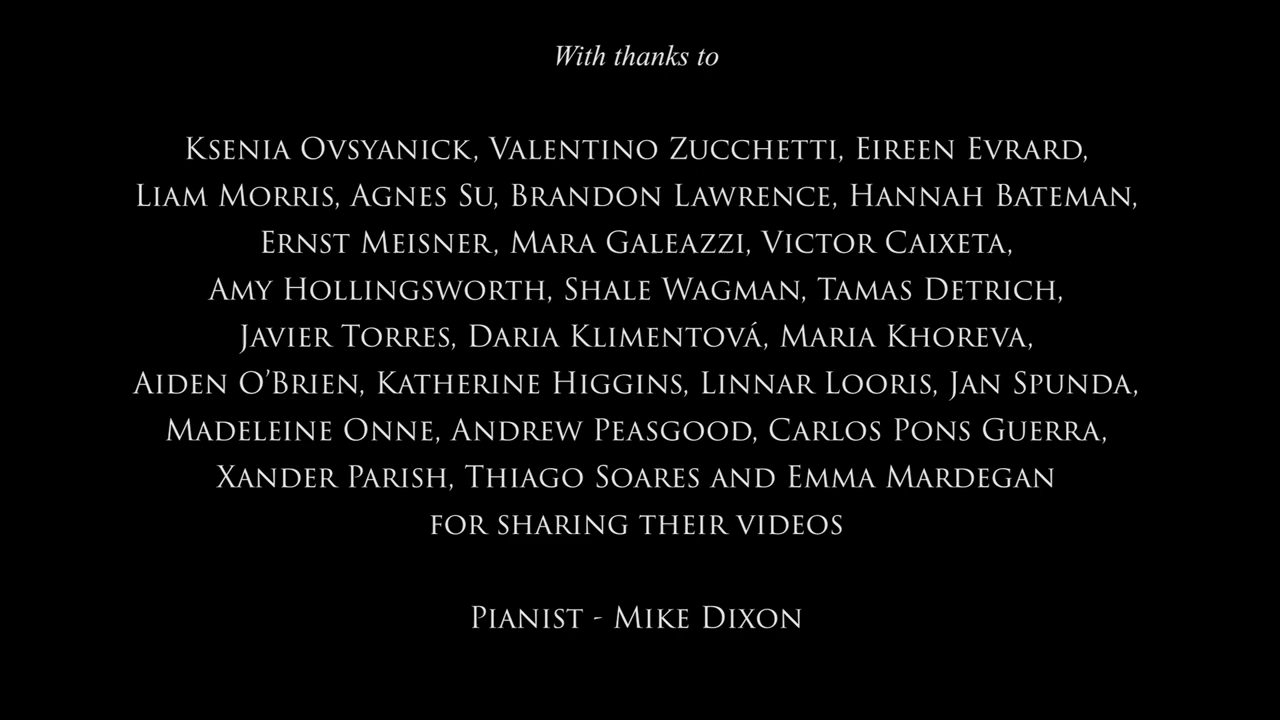 With thanks to
Ksenia Ovsyanick, Valentino Zucchetti, Eireen Evrard,
Liam Morris, Agnes Su, Brandon Lawrence, Hannah Bateman,
Ernst Meisner, Mara Galeazzi, Victor Caixeta,
Amy Hollingsworth, Shale Wagman, Tamas Detrich,
Javier Torres, Daria Klimentová, Maria Khoreva,
Aiden O’Brien, Katherine Higgins, Linnar Looris, Jan Spunda,
Madeleine Onne, Andrew Peasgood, Carlos Pons Guerra,
Xander Parish, Thiago Soares and Emma Mardegan
for sharing their videos
Pianist - Mike Dixon